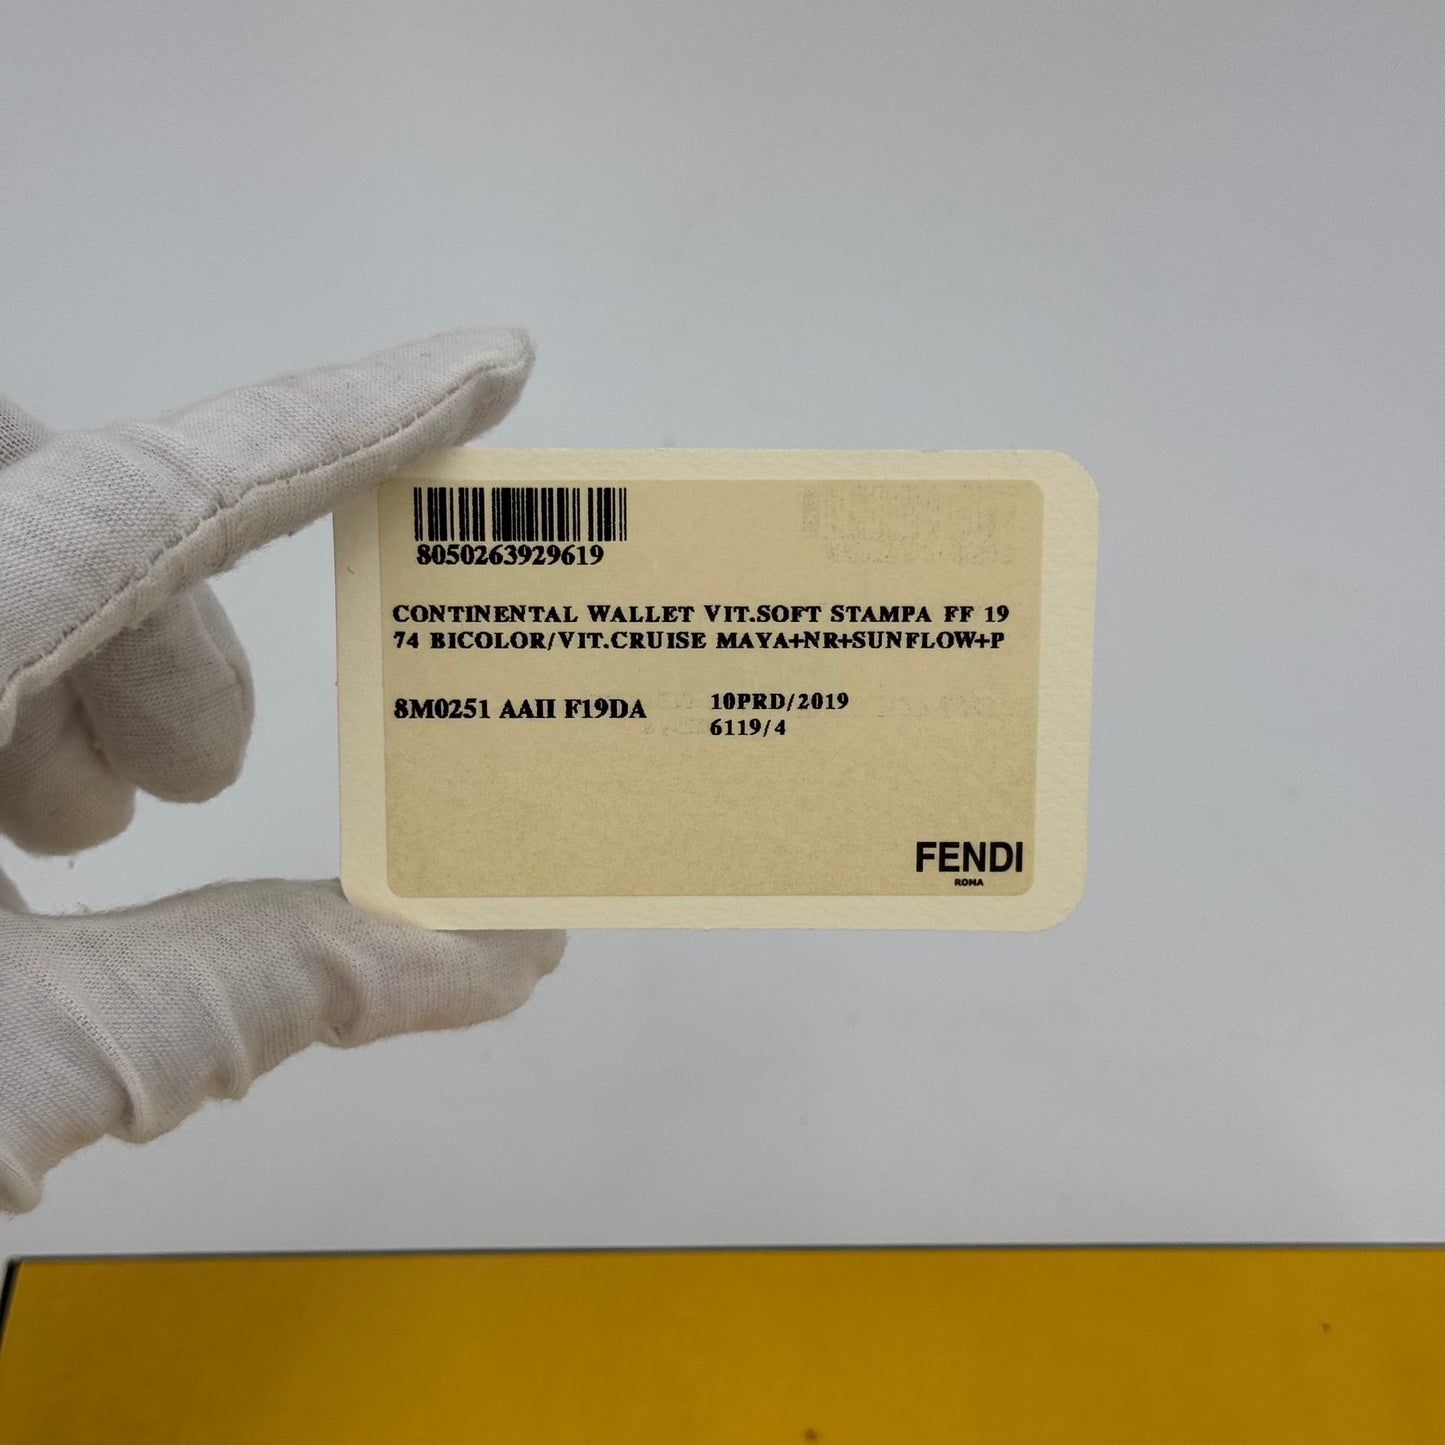 8050263929619
CONTINENTAL WALLET VIT.SOFT STAMPA FF 19
74 BICOLOR/VIT.CRUISE MAYA+NR+SUNFLOW+P
8M0251 AAII F19DA
10PRD/2019
6119/4
FENDI
ROMA